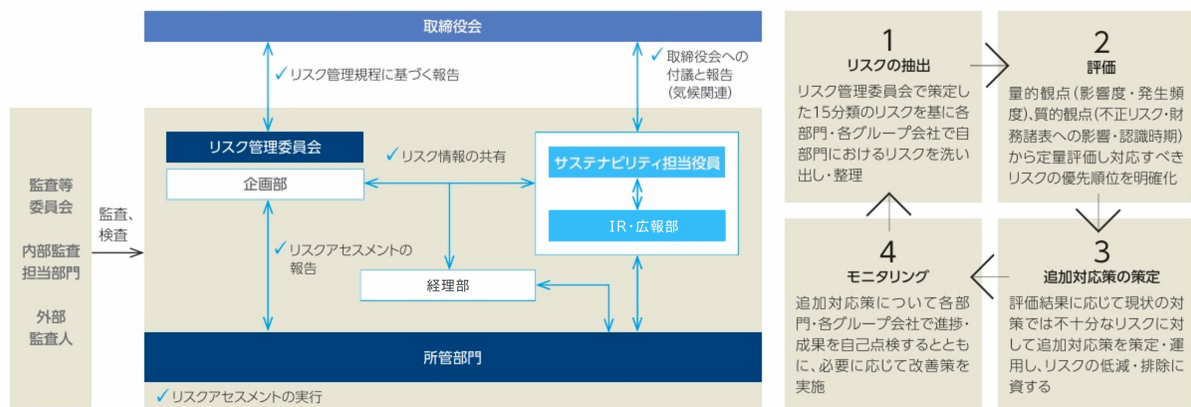 取締役会
✓リスク管理規程に基づく報告
✓取締役会への
付議と報告
(気候関連)
監査等
委員会
内部監査
担当部門
外部
監査人
監査、
検査
リスク管理委員会
企画部
✓リスク情報の共有
サステナビリティ担当役員
IR・広報部
✓リスクアセスメントの
報告
経理部
所管部門
✓リスクアセスメントの実行
1
リスクの抽出
リスク管理委員会で策定し
た15分類のリスクを基に各
部門・各グループ会社で自
部門におけるリスクを洗い
出し・整理
2
評価
量的観点(影響度・発生頻
度)、質的観点(不正リスク・財
務諸表への影響・認識時期)
から定量評価し対応すべき
リスクの優先順位を明確化
3
追加対応策の策定
評価結果に応じて現状の対
策では不十分なリスクに対
して追加対応策を策定・運
用し、リスクの低減・排除に
資する
4
モニタリング
追加対応策について各部
門・各グループ会社で進捗・
成果を自己点検するととも
に、必要に応じて改善策を
実施